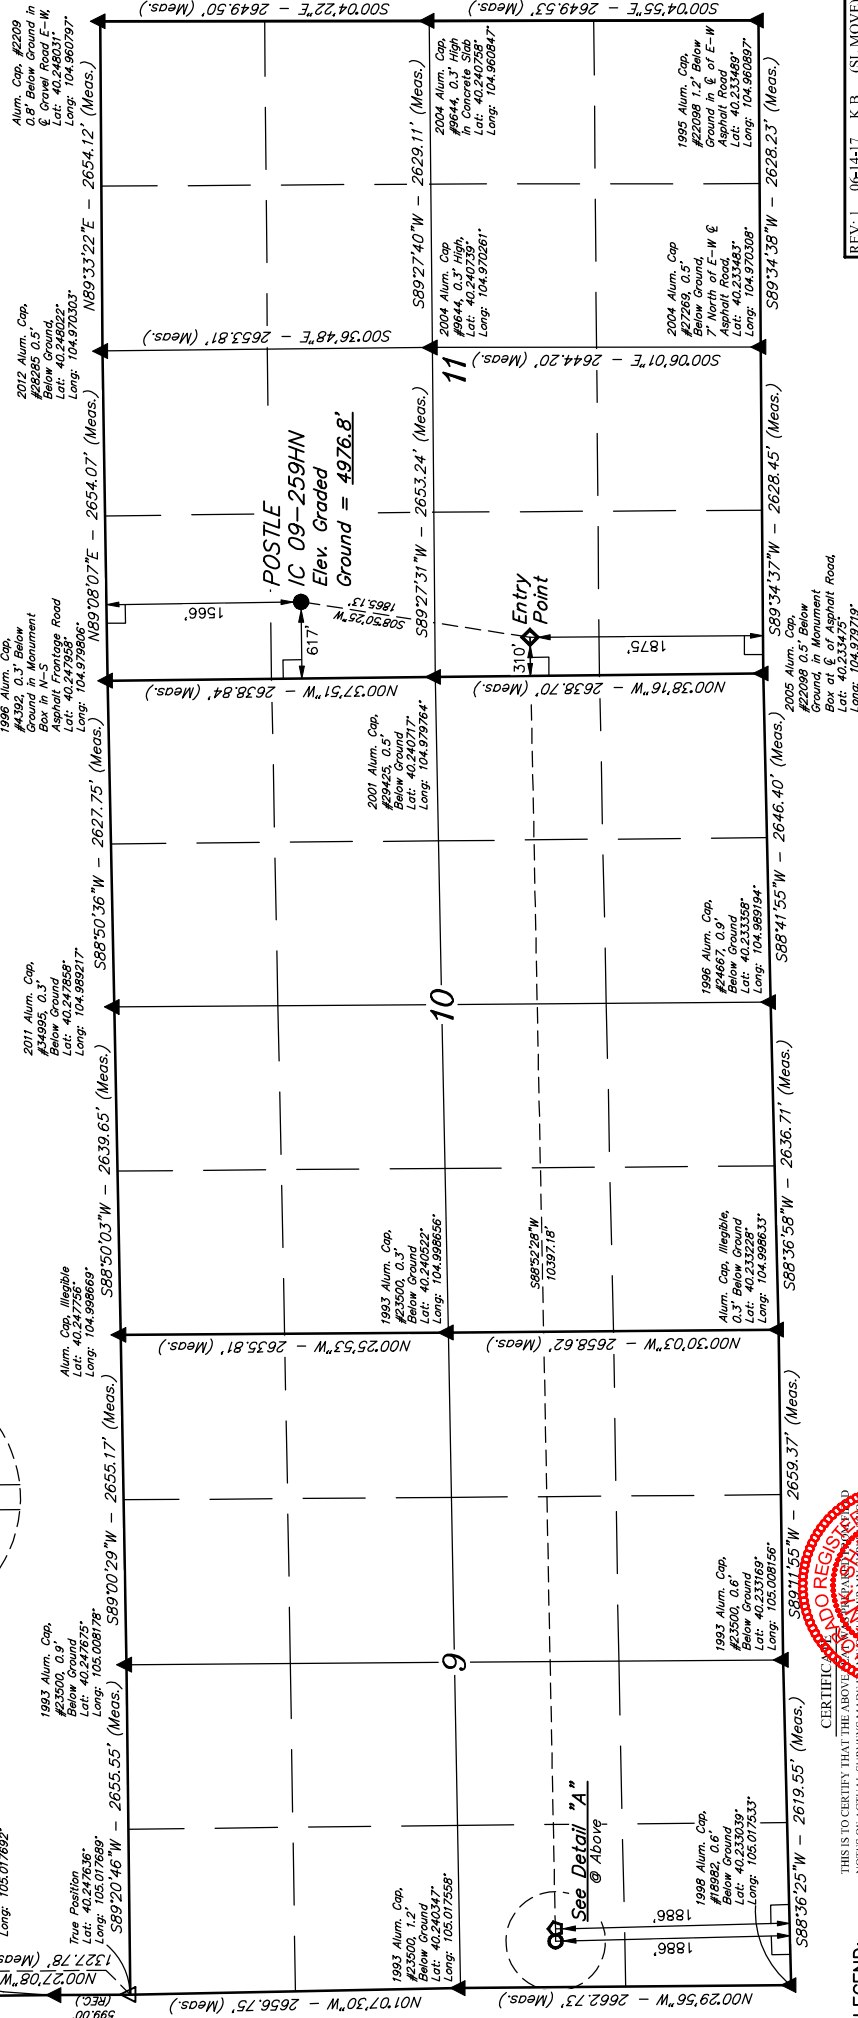 S00°04'22"E - 2649.50' (Meas.)
S00°04'55"E - 2649.53' (Meas.)
Alum. Cap, #2209
0.8' Below Ground in
℄ Gravel Road E-W,
Lat: 40.248031°
Long: 104.960797°
N89°33'22"E - 2654.12' (Meas.)
2004 Alum. Cap,
#9644, 0.3' High
In Concrete Slab
Lat: 40.240758°
Long: 104.960847°
S89°27'40"W - 2629.11' (Meas.)
1995 Alum. Cap,
#22098 1.2' Below
Ground in ℄ of E-W
Asphalt Road
Lat: 40.233489°
Long: 104.960897°
S89°34'38"W - 2628.23' (Meas.)
REV: 1 06-14-17 K.B. (SL MOVE
2012 Alum. Cap,
#28285 0.5'
Below Ground,
Lat: 40.248022°
Long: 104.970303°
S00°36'48"E - 2653.81' (Meas.)
2004 Alum. Cap
#9644, 0.3' High,
Lat: 40.240739°
Long: 104.970261°
S00°06'01"E - 2644.20' (Meas.)
2004 Alum. Cap
#27269, 0.5'
Below Ground,
7' North of E-W ℄
Asphalt Road,
Lat: 40.233483°
Long: 104.970308°
11
N89°08'07"E - 2654.07' (Meas.)
POSTLE
IC 09-259HN
Elev. Graded
Ground = 4976.8'
1566'
617'
S08°50'25"W
1865.13'
S89°27'31"W - 2653.24' (Meas.)
Entry
Point
310'
1875'
S89°34'37"W - 2628.45' (Meas.)
1996 Alum. Cap,
#4392, 0.3' Below
Ground in Monument
Box in N-S
Asphalt Frontage Road
Lat: 40.247958°
Long: 104.979806°
N00°37'51"W - 2638.84' (Meas.)
N00°38'16"W - 2638.70' (Meas.)
2005 Alum. Cap,
#22098 0.5' Below
Ground, in Monument
Box at ℄ of Asphalt Road,
Lat: 40.233475°
Long: 104.979719°
2001 Alum. Cap,
#29425, 0.5'
Below Ground
Lat: 40.240717°
Long: 104.979764°
S88°50'36"W - 2627.75' (Meas.)
S88°41'55"W - 2646.40' (Meas.)
2011 Alum. Cap,
#34995, 0.3'
Below Ground
Lat: 40.247858°
Long: 104.989217°
1996 Alum. Cap,
#24667, 0.9'
Below Ground
Lat: 40.233358°
Long: 104.989194°
10
S88°50'03"W - 2639.65' (Meas.)
S88°36'58"W - 2636.71' (Meas.)
S88°52'28"W
10397.18'
Alum. Cap, Illegible
Lat: 40.247756°
Long: 104.998669°
1993 Alum. Cap,
#23500, 0.3'
Below Ground
Lat: 40.240522°
Long: 104.998656°
Alum. Cap, Illegible,
0.3' Below Ground
Lat: 40.233228°
Long: 104.998633°
N00°25'53"W - 2635.81' (Meas.)
N00°30'03"W - 2658.62' (Meas.)
S89°00'29"W - 2655.17' (Meas.)
S89°11'55"W - 2659.37' (Meas.)
1993 Alum. Cap,
#23500, 0.9'
Below Ground
Lat: 40.247675°
Long: 105.008178°
1993 Alum. Cap,
#23500, 0.6'
Below Ground
Lat: 40.233169°
Long: 105.008156°
9
S89°20'46"W - 2655.55' (Meas.)
S88°36'25"W - 2619.55' (Meas.)
See Detail "A"
@ Above
1886'
1886'
Long: 105.017692°
True Position
Lat: 40.247636°
Long: 105.017689°
1993 Alum. Cap,
#23500, 1.2'
Below Ground
Lat: 40.240347°
Long: 105.017558°
1998 Alum. Cap,
#18982, 0.6'
Below Ground
Lat: 40.233039°
Long: 105.017533°
N00°27'08"W
1327.78' (Meas
599.00'
(REC.)
N01°07'30"W - 2656.75' (Meas.)
N00°29'56"W - 2662.73' (Meas.)
RADO REGISTER
CERTIFICA
THIS IS TO CERTIFY THAT THE ABOVE
LEGEND: